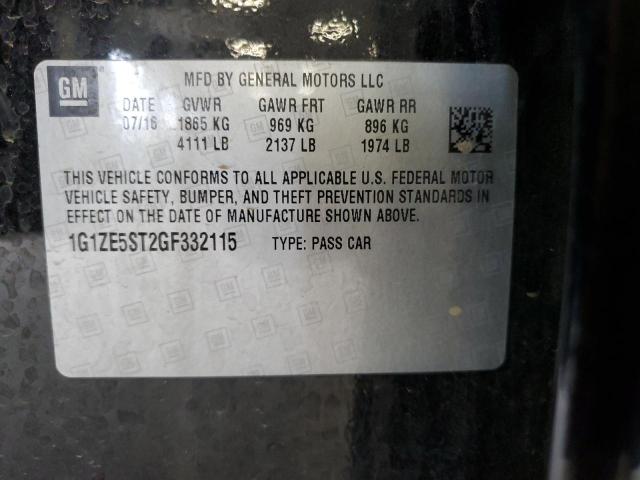 GM
MFD BY GENERAL MOTORS LLC
DATE GVWR GAWR FRT GAWR RR
07/16 1865 KG 969 KG 896 KG
4111 LB 2137 LB 1974 LB
THIS VEHICLE CONFORMS TO ALL APPLICABLE U.S. FEDERAL MOTOR
VEHICLE SAFETY, BUMPER, AND THEFT PREVENTION STANDARDS IN
EFFECT ON THE DATE OF MANUFACTURE SHOWN ABOVE.
1G1ZE5ST2GF332115 TYPE: PASS CAR